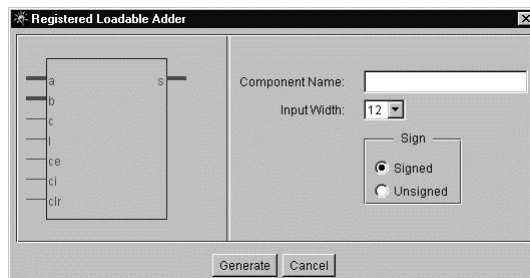 Registered Loadable Adder
a
b
c
l
ce
ci
clr
s
Component Name:
Input Width: 12
Sign
Signed
Unsigned
Generate Cancel